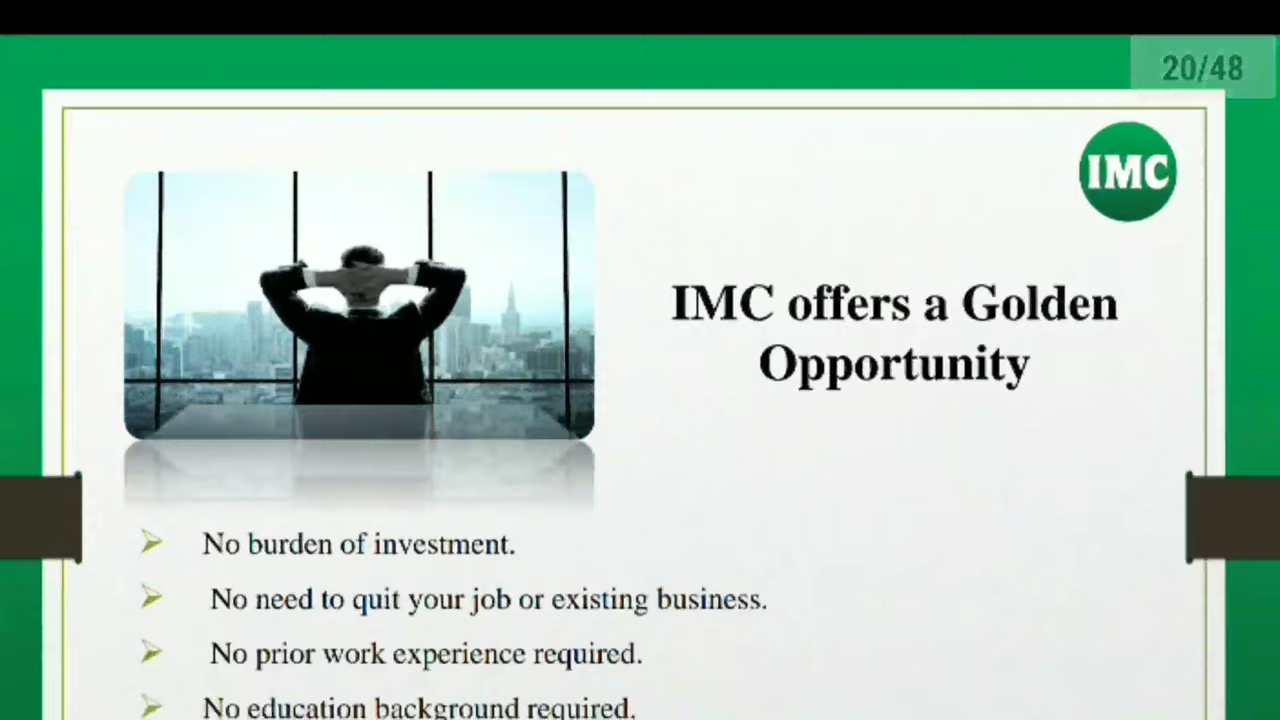 20/48
IMC
IMC offers a Golden
Opportunity
No burden of investment.
No need to quit your job or existing business.
No prior work experience required.
No education background required.